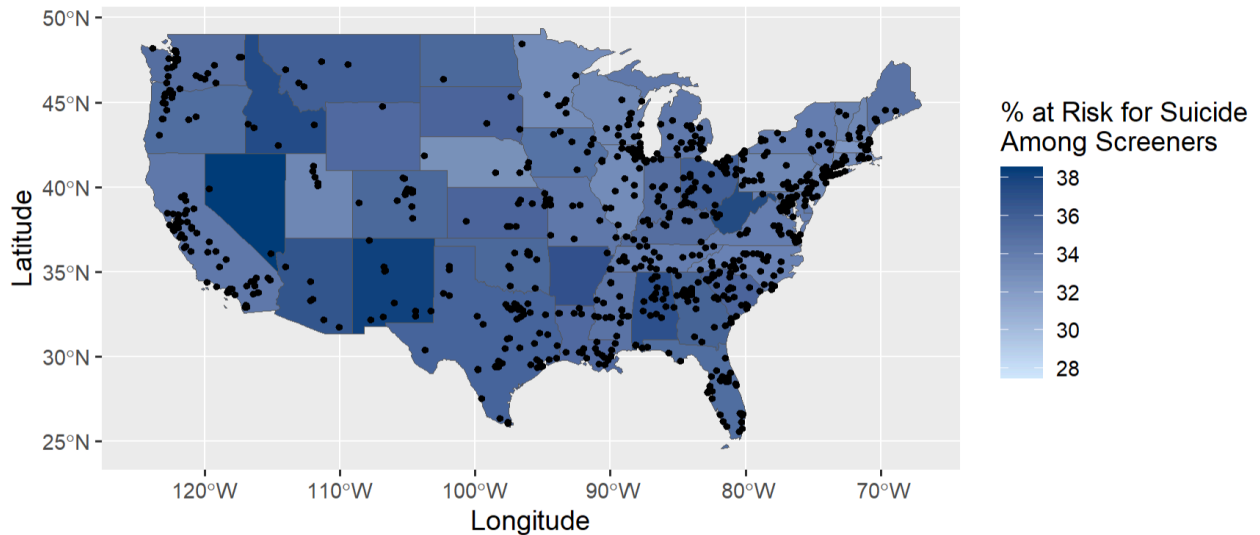 50°N
45°N
40°N
35°N
30°N
25°N
Latitude
120°W 110°W 100°W 90°W 80°W 70°W
Longitude
% at Risk for Suicide
Among Screeners
38
36
34
32
30
28